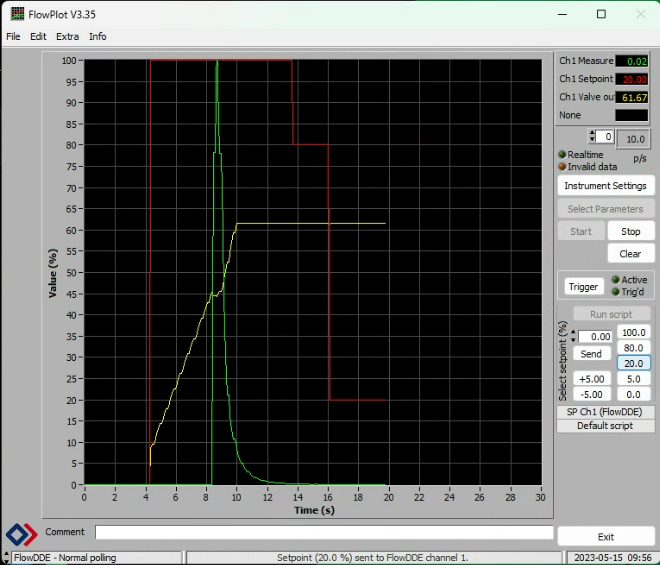 FlowPlot V3.35
File Edit Extra Info
Ch1 Measure 0.02
Ch1 Setpoint 20.00
Ch1 Valve out 61.67
None
0 10.0
Realtime p/s
Invalid data
Instrument Settings
Select Parameters
Start Stop
Clear
Trigger
Active
Trig'd
Run script
Select setpoint (%)
0.00
Send
+5.00
-5.00
100.0
80.0
20.0
5.0
0.0
SP Ch1 (FlowDDE)
Default script
Value (%)
100
95
90
85
80
75
70
65
60
55
50
45
40
35
30
25
20
15
10
5
0
0 2 4 6 8 10 12 14 16 18 20 22 24 26 28 30
Time (s)
Comment
Exit
FlowDDE - Normal polling
Setpoint (20.0 %) sent to FlowDDE channel 1.
2023-05-15 09:56